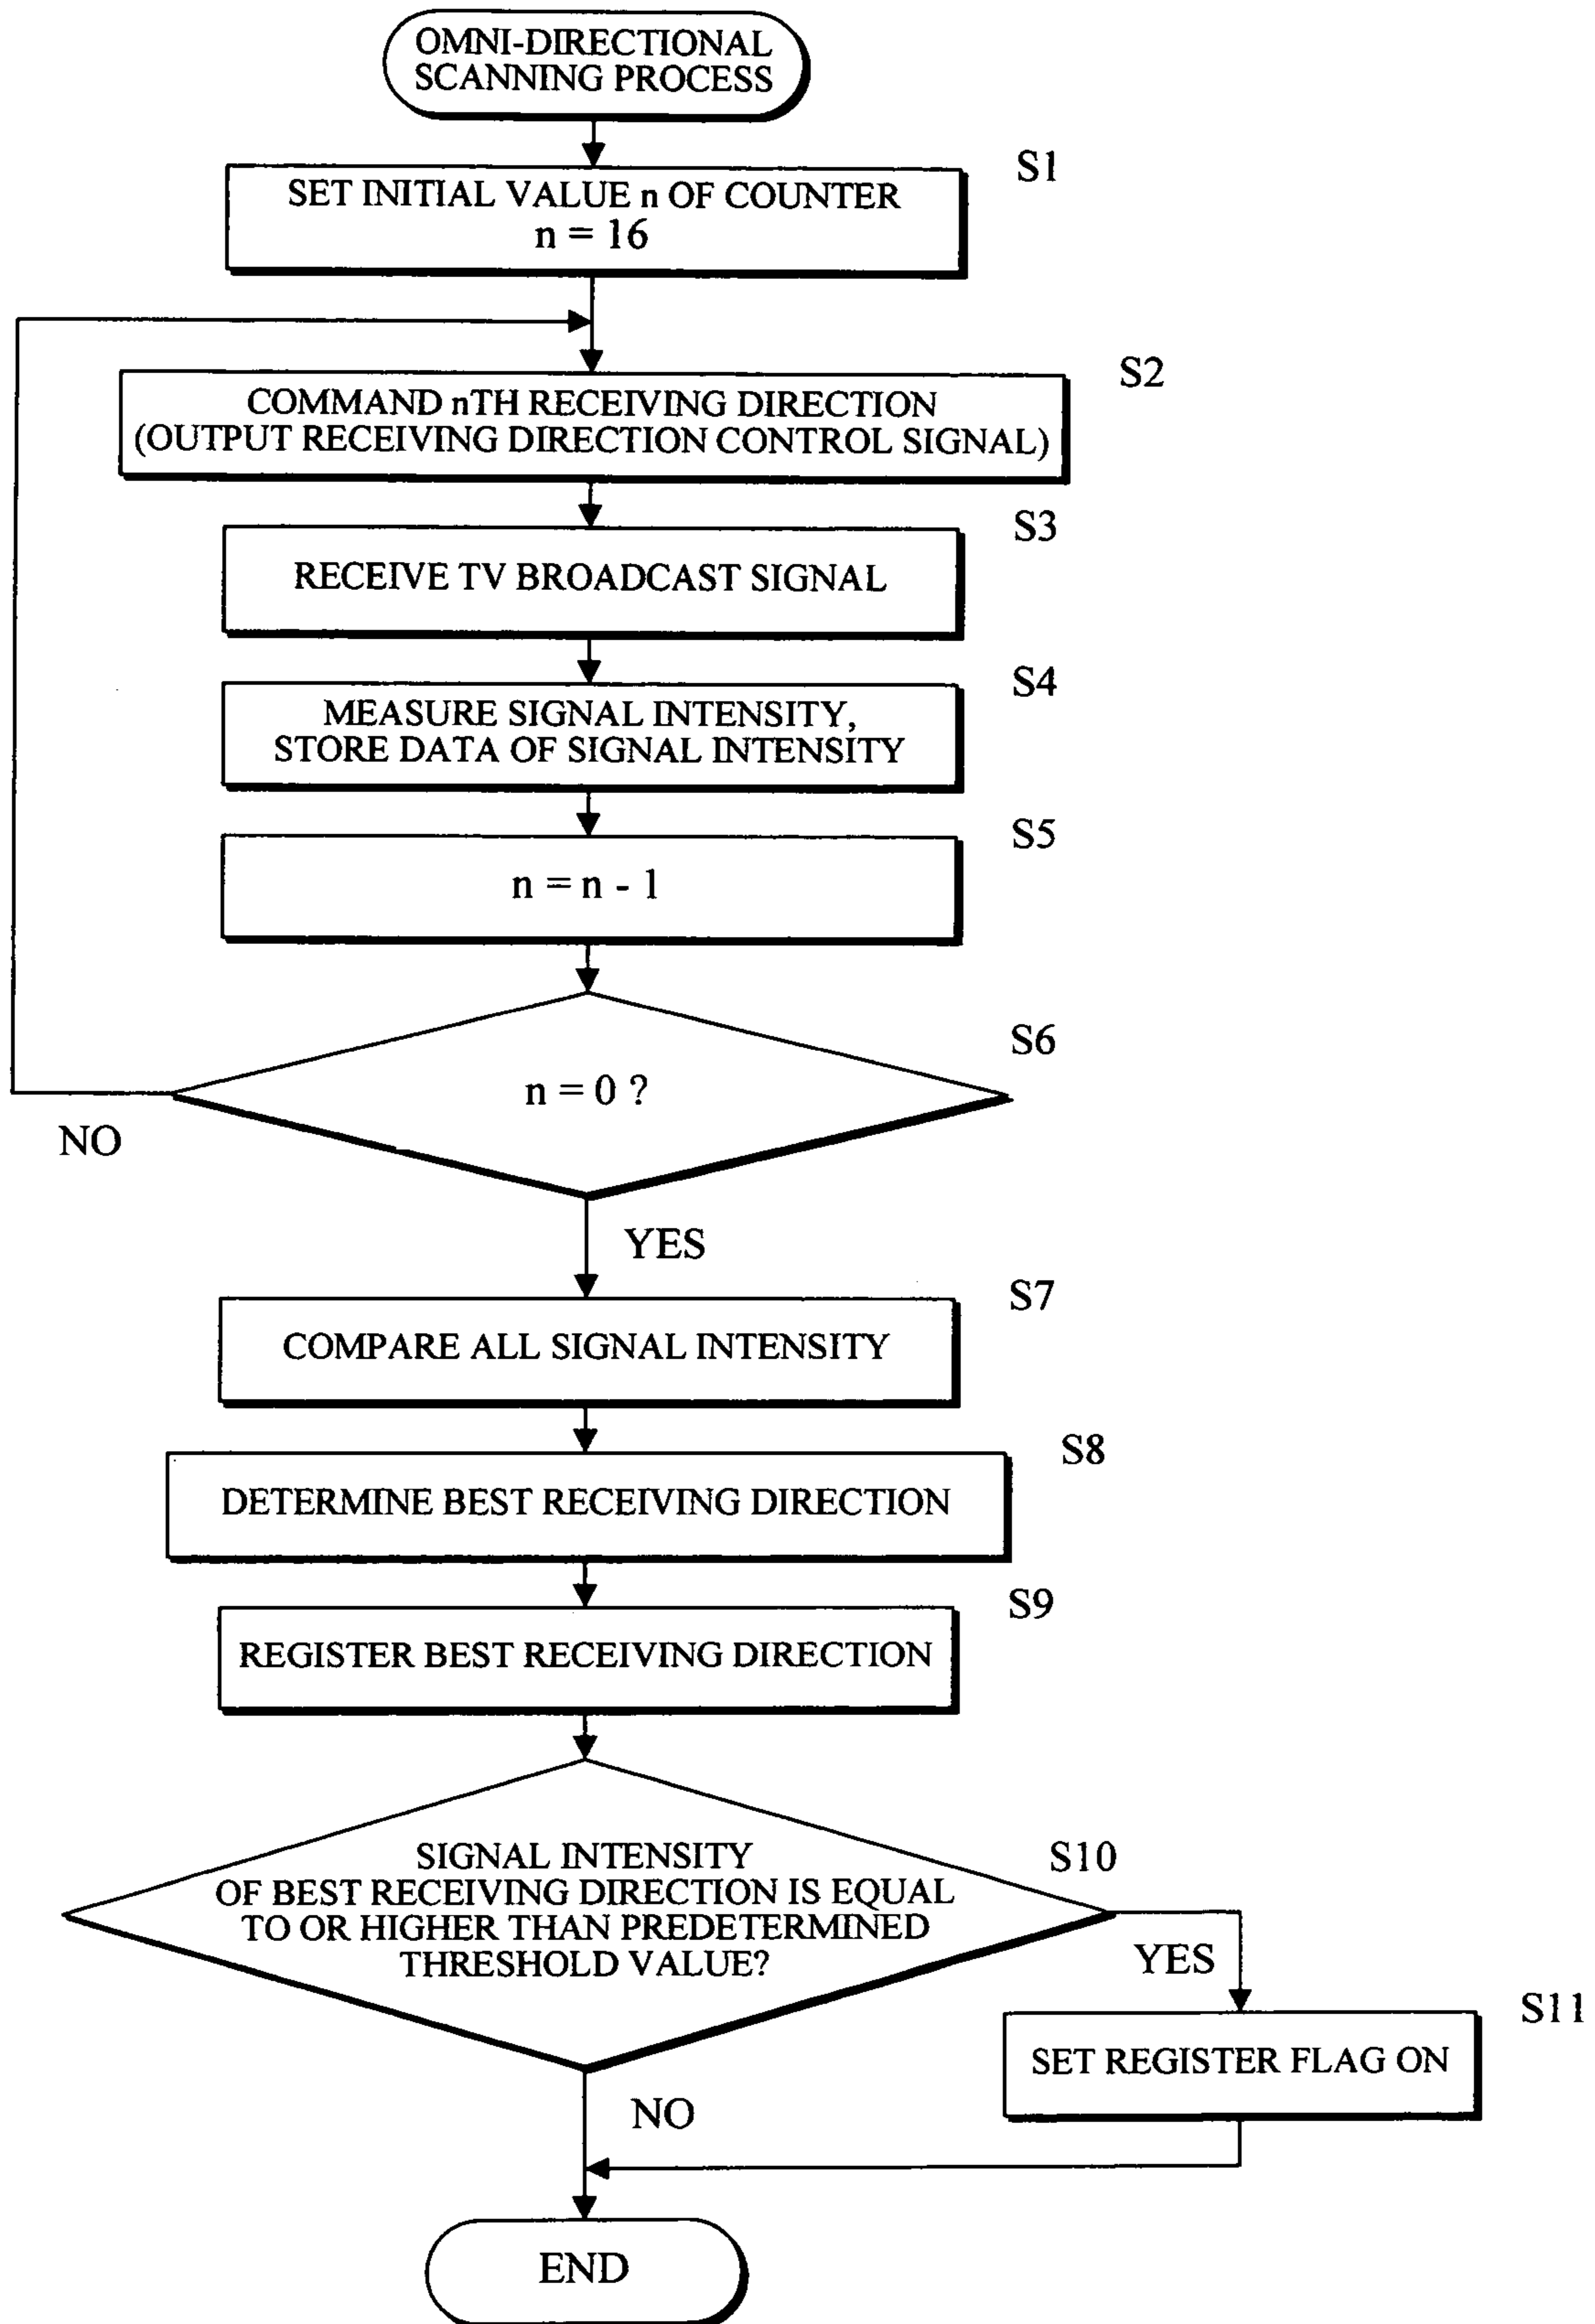 OMNI-DIRECTIONAL
SCANNING PROCESS
S1
SET INITIAL VALUE n OF COUNTER
n = 16
S2
COMMAND nTH RECEIVING DIRECTION
(OUTPUT RECEIVING DIRECTION CONTROL SIGNAL)
S3
RECEIVE TV BROADCAST SIGNAL
S4
MEASURE SIGNAL INTENSITY,
STORE DATA OF SIGNAL INTENSITY
S5
n = n - 1
S6
n = 0 ?
NO
YES
S7
COMPARE ALL SIGNAL INTENSITY
S8
DETERMINE BEST RECEIVING DIRECTION
S9
REGISTER BEST RECEIVING DIRECTION
S10
SIGNAL INTENSITY
OF BEST RECEIVING DIRECTION IS EQUAL
TO OR HIGHER THAN PREDETERMINED
THRESHOLD VALUE?
YES
S11
SET REGISTER FLAG ON
NO
END